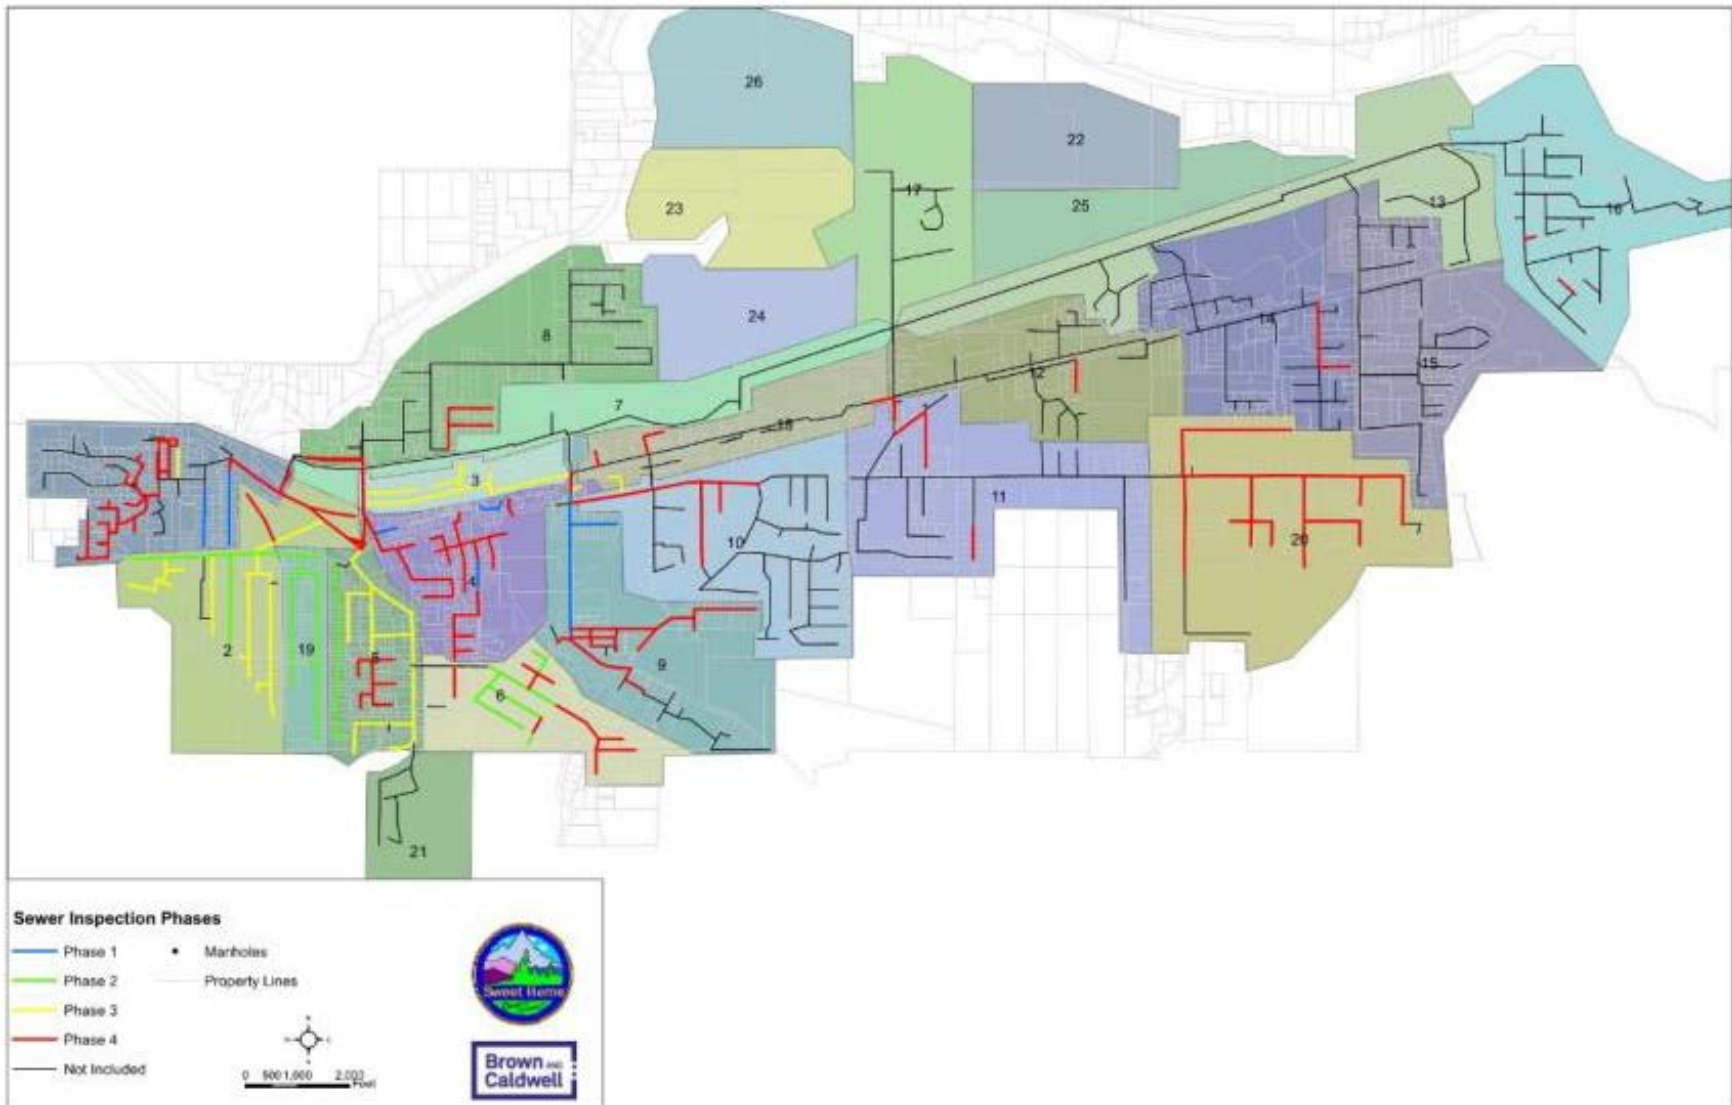 26
22
17
23
25
13
16
24
8
14
15
12
7
18
3
11
10
20
4
2
19
5
9
6
21
Sewer Inspection Phases
Phase 1
Manholes
Phase 2
Property Lines
Phase 3
Phase 4
Not Included
0 500 1,000 2,000
Feet
Sweet Home
Brown AND
Caldwell